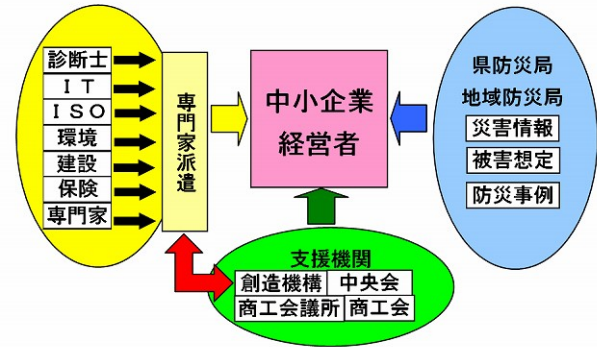 診断士
ＩＴ
ＩＳＯ
環境
建設
保険
専門家
専門家派遣
中小企業
経営者
県防災局
地域防災局
災害情報
被害想定
防災事例
支援機関
創造機構 中央会
商工会議所 商工会